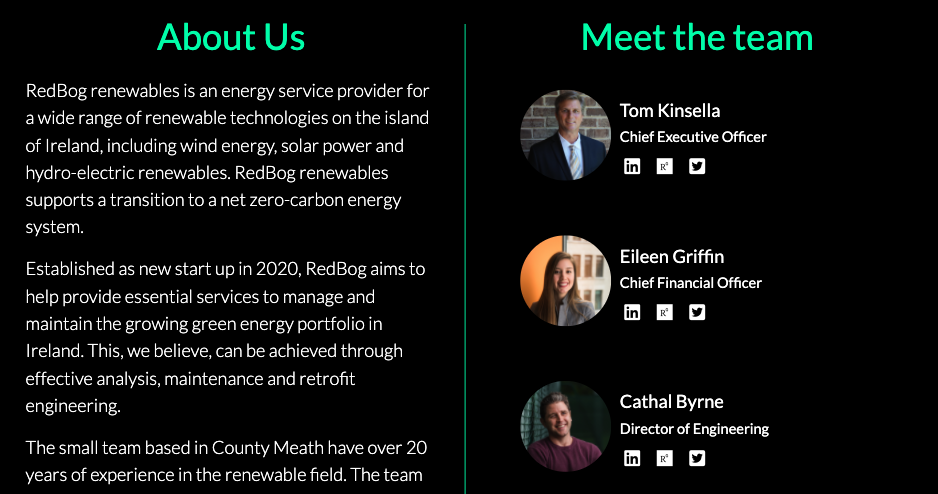 About Us
RedBog renewables is an energy service provider for
a wide range of renewable technologies on the island
of Ireland, including wind energy, solar power and
hydro-electric renewables. RedBog renewables
supports a transition to a net zero-carbon energy
system.
Established as new start up in 2020, RedBog aims to
help provide essential services to manage and
maintain the growing green energy portfolio in
Ireland. This, we believe, can be achieved through
effective analysis, maintenance and retrofit
engineering.
The small team based in County Meath have over 20
years of experience in the renewable field. The team
Meet the team
Tom Kinsella
Chief Executive Officer
in R⁶
Eileen Griffin
Chief Financial Officer
in R⁶
Cathal Byrne
Director of Engineering
in R⁶